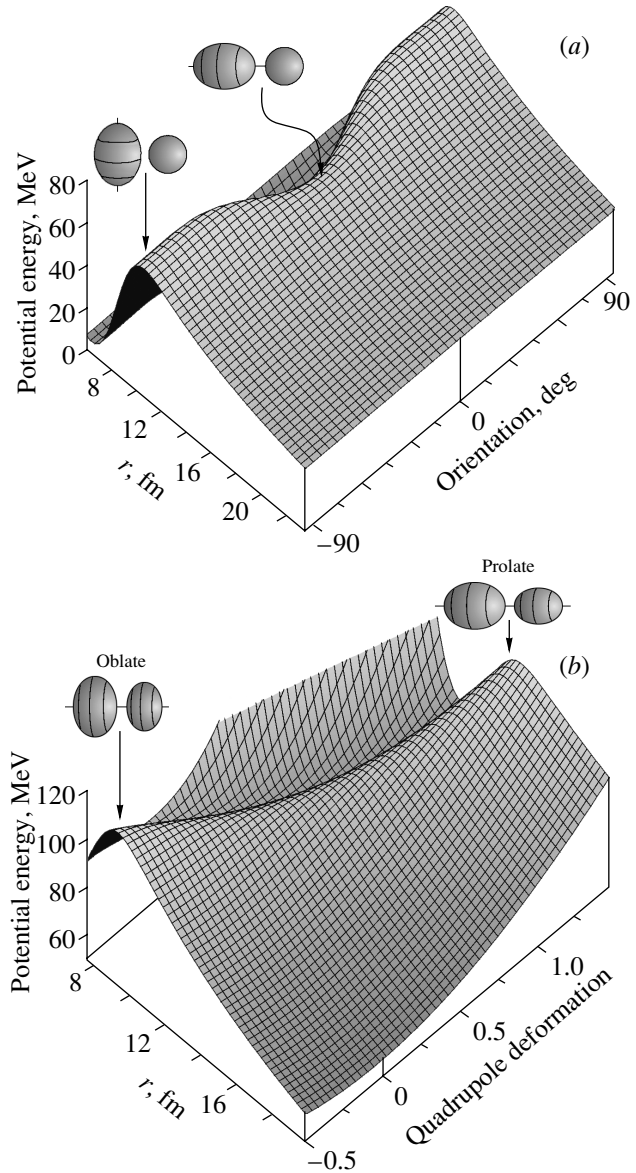 (a)
Potential energy, MeV
80
60
40
20
0
8
12
16
20
r, fm
–90
0
90
Orientation, deg
Prolate
(b)
Oblate
Potential energy, MeV
120
100
80
60
8
12
16
r, fm
–0.5
0
0.5
1.0
Quadrupole deformation